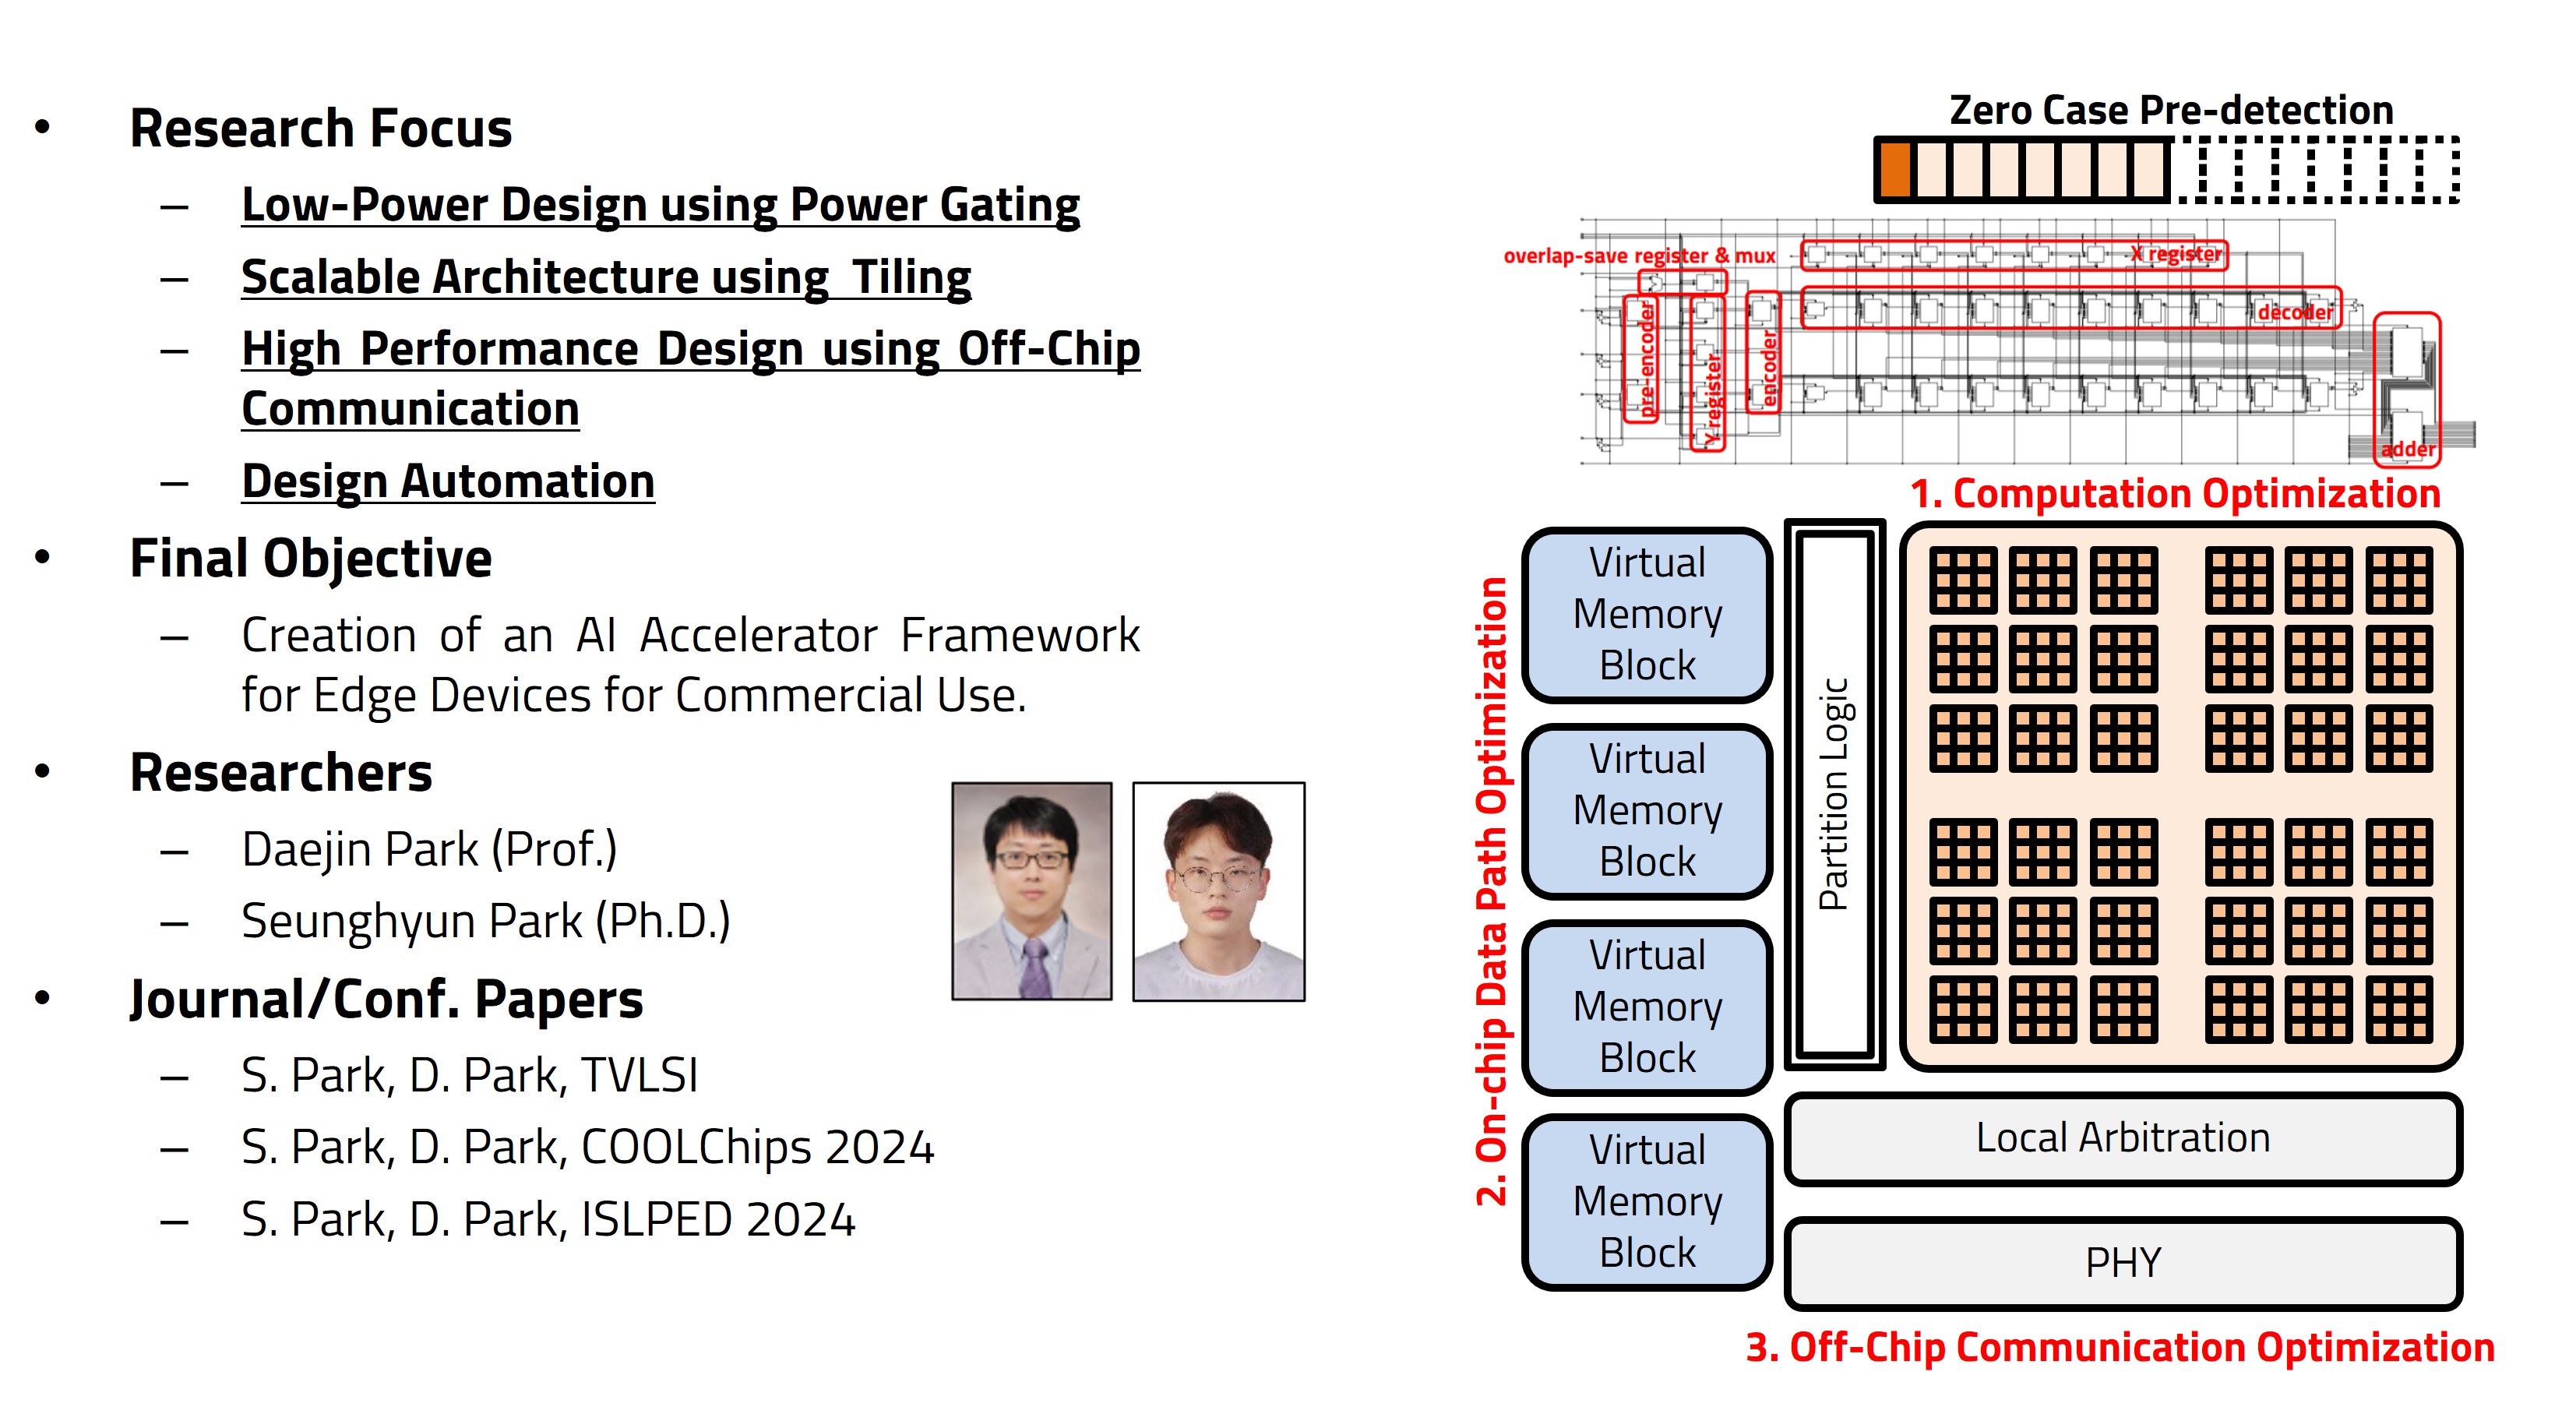 • Research Focus
– Low-Power Design using Power Gating
– Scalable Architecture using Tiling
– High Performance Design using Off-Chip
Communication
– Design Automation
• Final Objective
– Creation of an AI Accelerator Framework
for Edge Devices for Commercial Use.
• Researchers
– Daejin Park (Prof.)
– Seunghyun Park (Ph.D.)
• Journal/Conf. Papers
– S. Park, D. Park, TVLSI
– S. Park, D. Park, COOLChips 2024
– S. Park, D. Park, ISLPED 2024
Zero Case Pre-detection
overlap-save register & mux
X register
decoder
pre-encoder
Y register
encoder
adder
1. Computation Optimization
2. On-chip Data Path Optimization
Virtual
Memory
Block
Virtual
Memory
Block
Virtual
Memory
Block
Virtual
Memory
Block
Partition Logic
Local Arbitration
PHY
3. Off-Chip Communication Optimization